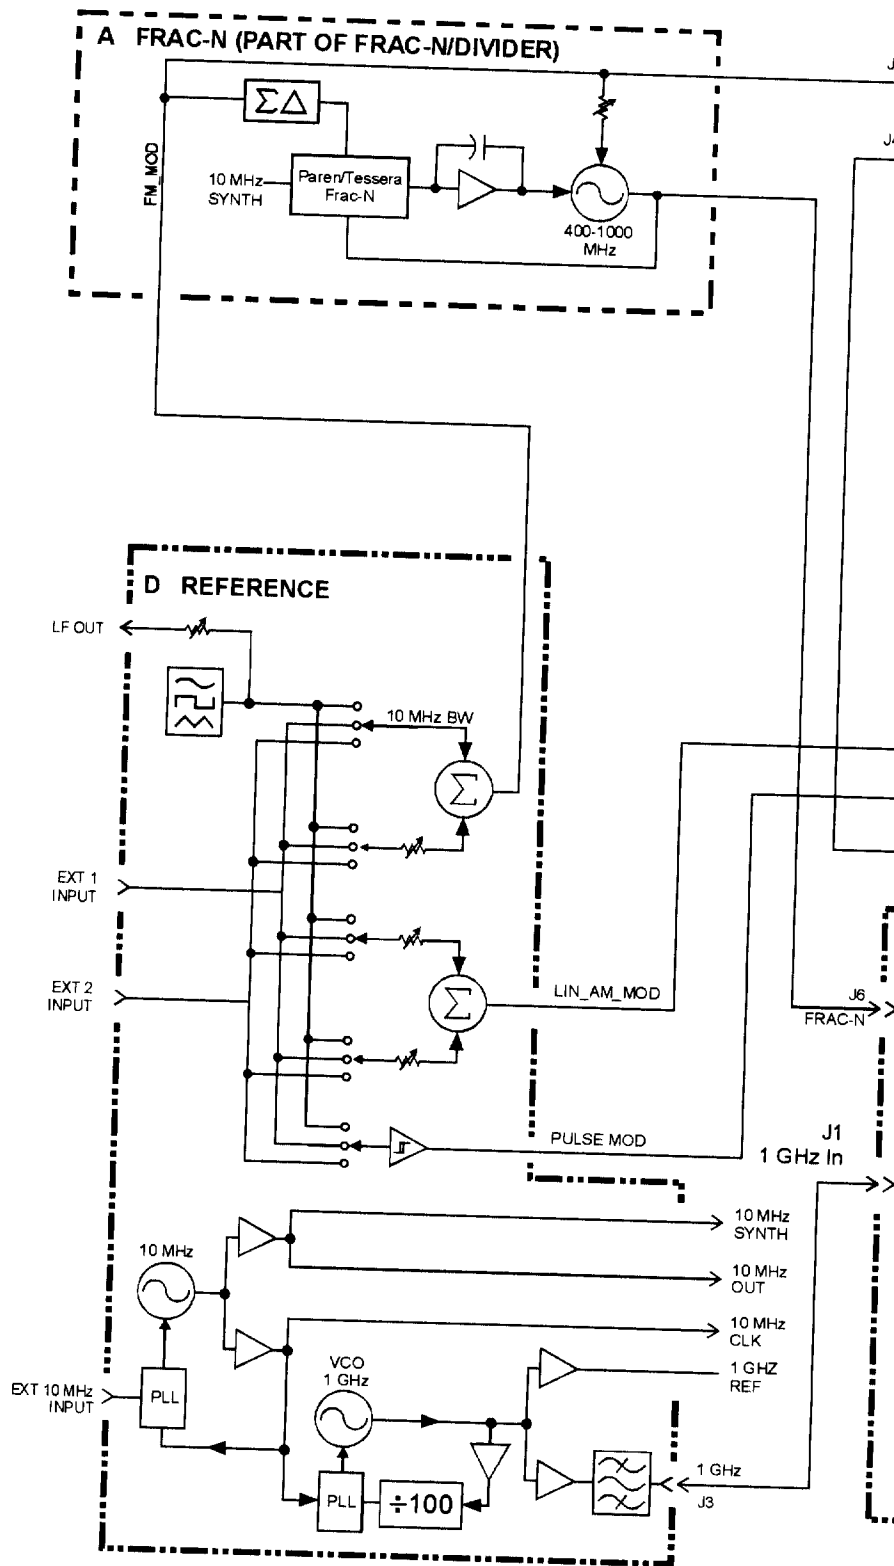 A FRAC-N (PART OF FRAC-N/DIVIDER)
J
ΣΔ
J4
FM_MOD
10 MHz
SYNTH
Paren/Tessera
Frac-N
400-1000
MHz
D REFERENCE
LF OUT
10 MHz BW
Σ
EXT 1
INPUT
EXT 2
INPUT
Σ
LIN_AM_MOD
J6
FRAC-N
PULSE MOD
J1
1 GHz In
10 MHz
10 MHz
SYNTH
10 MHz
OUT
10 MHz
CLK
VCO
1 GHz
1 GHZ
REF
EXT 10 MHz
INPUT
PLL
PLL
÷100
1 GHz
J3